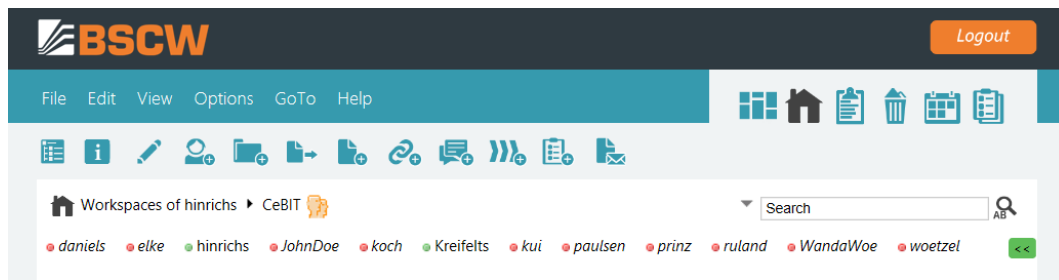 BSCW Logout
File Edit View Options GoTo Help
Workspaces of hinrichs CeBIT Search AB
daniels elke hinrichs JohnDoe koch Kreifelts kui paulsen prinz ruland WandaWoe woetzel <<